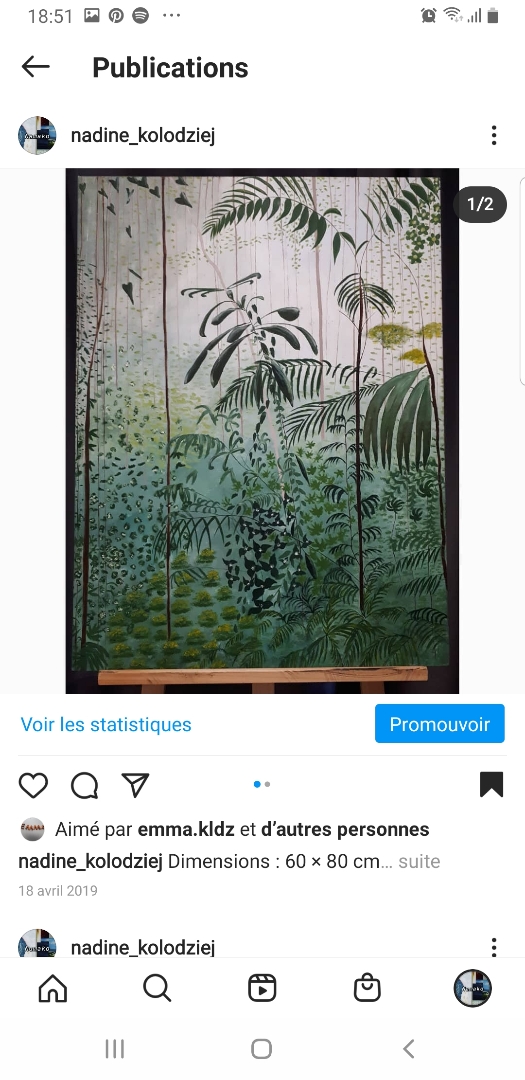 18:51
Publications
nadine_kolodziej
1/2
Voir les statistiques
Promouvoir
Aimé par emma.kldz et d'autres personnes
nadine_kolodziej Dimensions : 60 × 80 cm... suite
18 avril 2019
nadine_kolodziej